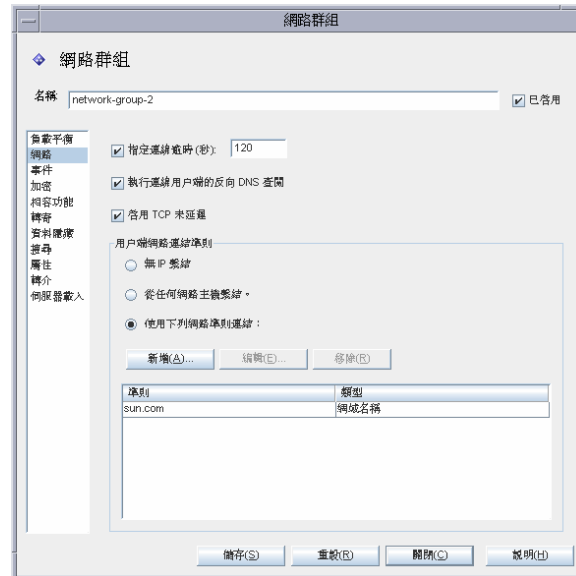 網路群組
網路群組
名稱: network-group-2
已啓用
負載平衡
網路
事件
加密
相容功能
轉寄
資料隱藏
搜尋
屬性
轉介
伺服器載入
指定連線逾時(秒): 120
執行連線用戶端的反向 DNS 查閱
啓用 TCP 未延遲
用戶端網路連結準則
無 IP 繫結
從任何網路主機繫結。
使用下列網路準則連結:
新增(A)... 編輯(E)... 移除(R)
準則 類型
sun.com 網域名稱
儲存(S) 重設(R) 關閉(C) 說明(H)